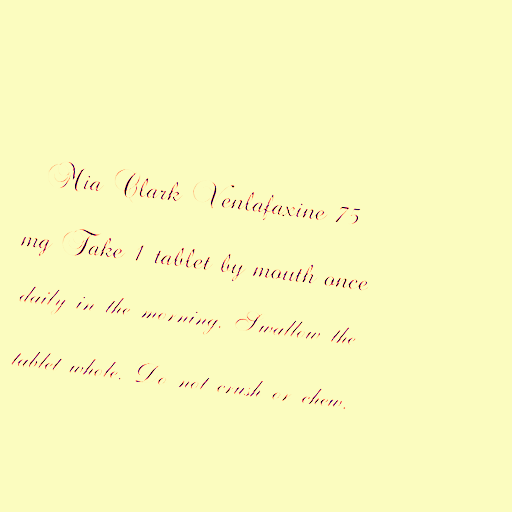 Mia Clark Venlafaxine 75
mg Take 1 tablet by mouth once
daily in the morning. Swallow the
tablet whole. Do not crush or chew.